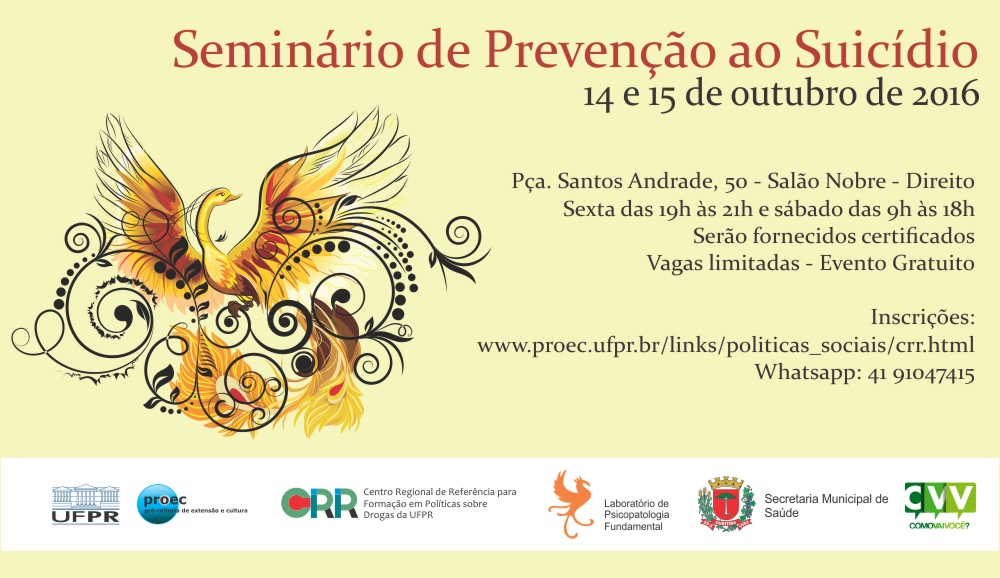 Seminário de Prevenção ao Suicídio
14 e 15 de outubro de 2016
Pça. Santos Andrade, 50 - Salão Nobre - Direito
Sexta das 19h às 21h e sábado das 9h às 18h
Serão fornecidos certificados
Vagas limitadas - Evento Gratuito
Inscrições:
www.proec.ufpr.br/links/politicas_sociais/crr.html
Whatsapp: 41 91047415
UFPR
proec
pró-reitoria de extensão e cultura
CRR
Centro Regional de Referência para
Formação em Políticas sobre
Drogas da UFPR
Laboratório de
Psicopatologia
Fundamental
CURITIBA
Secretaria Municipal de
Saúde
CVV
COMOVAIVOCÊ?